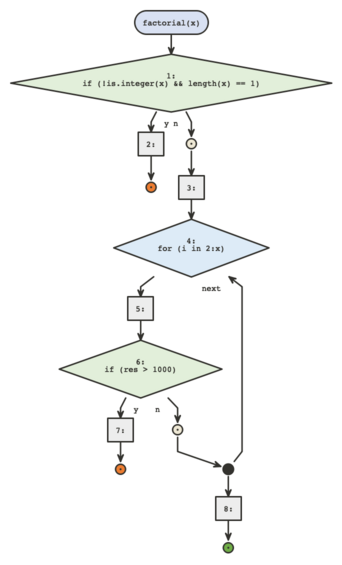 factorial(x)
1:
if (!is.integer(x) && length(x) == 1)
y n
2:
3:
4:
for (i in 2:x)
next
5:
6:
if (res > 1000)
y n
7:
8: